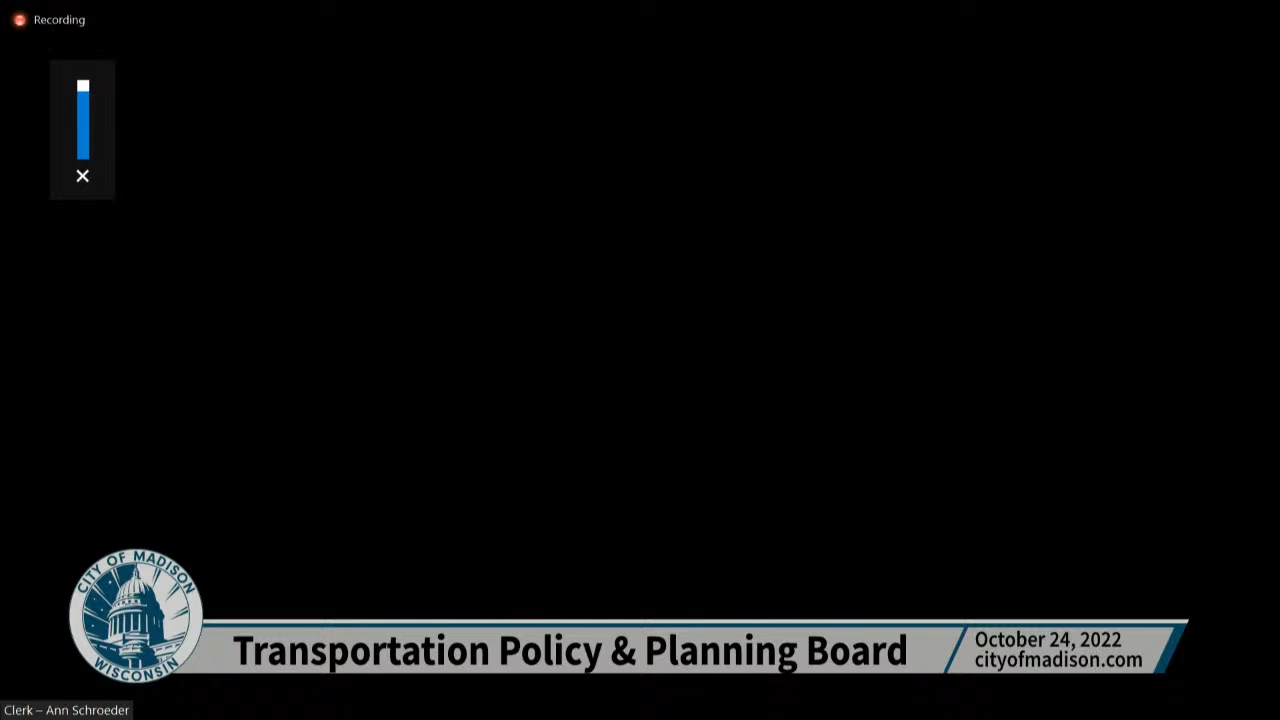 Recording
CITY OF MADISON
WISCONSIN
Transportation Policy & Planning Board
October 24, 2022
cityofmadison.com
Clerk – Ann Schroeder